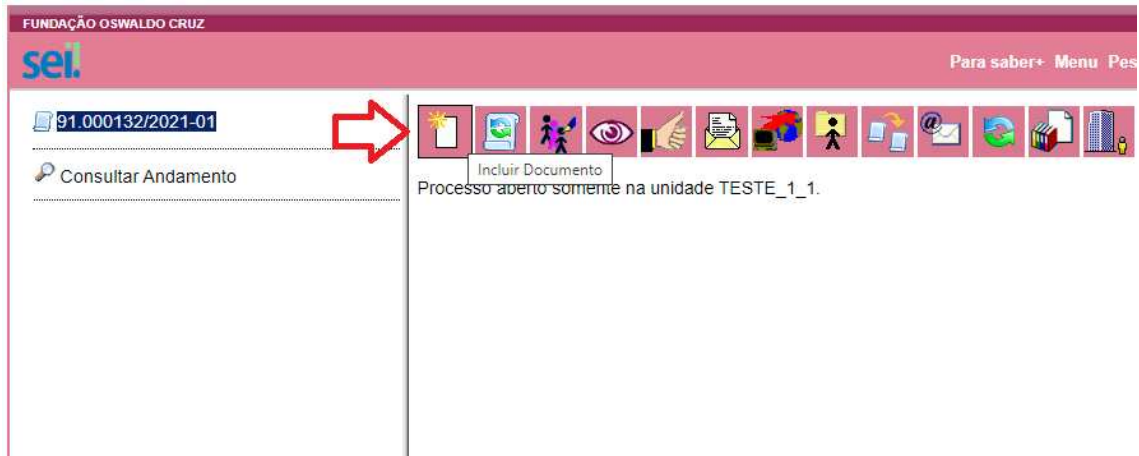 FUNDAÇÃO OSWALDO CRUZ
sei!
Para saber+ Menu Pes
91.000132/2021-01
Consultar Andamento
Incluir Documento
Processo aberto somente na unidade TESTE_1_1.